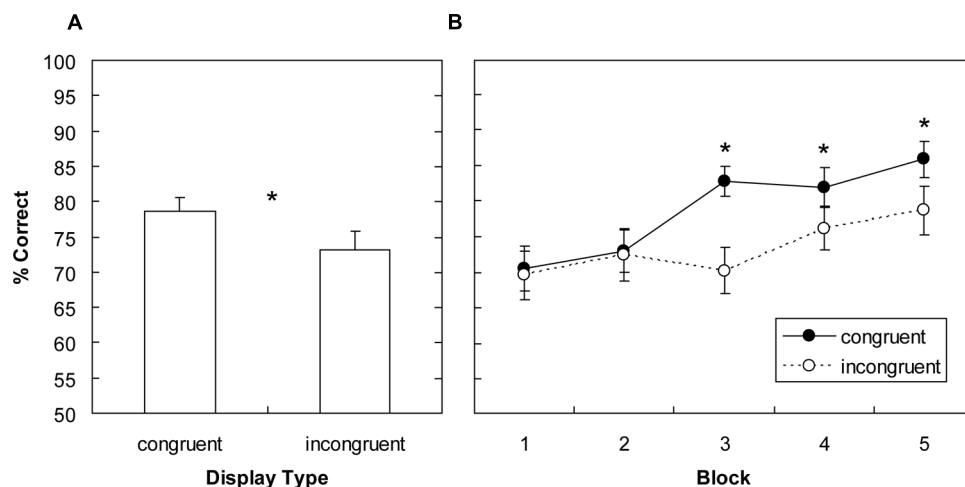 A
B
% Correct
100
95
90
85
80
75
70
65
60
55
50
*
congruent
incongruent
Display Type
*
*
*
congruent
incongruent
1
2
3
4
5
Block